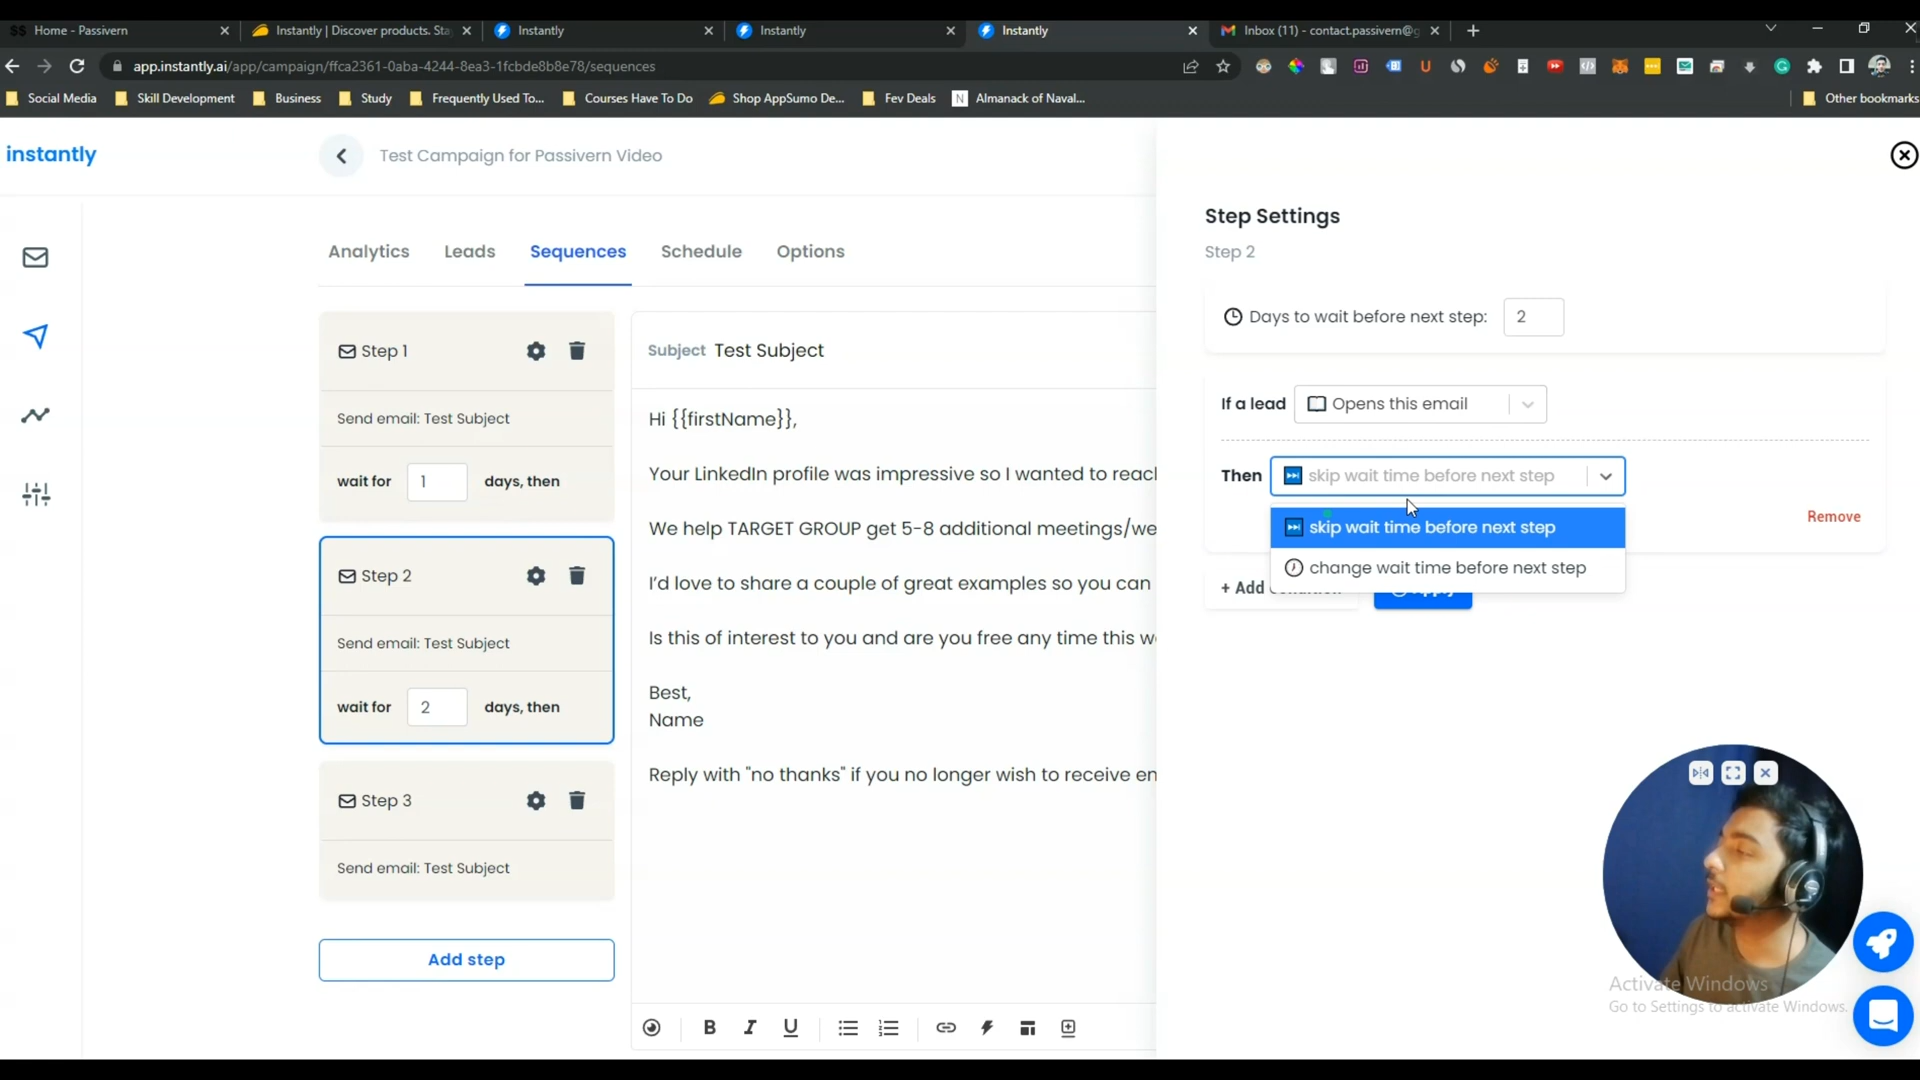 Home - Passivern
Instantly | Discover products. Sta
Instantly
Instantly
Instantly
Inbox (11) - contact.passivern@g
app.instantly.ai/app/campaign/ffca2361-0aba-4244-8ea3-1fcbde8b8e78/sequences
Social Media
Skill Development
Business
Study
Frequently Used To...
Courses Have To Do
Shop AppSumo De...
Fev Deals
Almanack of Naval...
Other bookmarks
instantly
Test Campaign for Passivern Video
Analytics
Leads
Sequences
Schedule
Options
Step 1
Send email: Test Subject
wait for 1 days, then
Step 2
Send email: Test Subject
wait for 2 days, then
Step 3
Send email: Test Subject
Add step
Subject Test Subject
Hi {{firstName}},
Your LinkedIn profile was impressive so I wanted to reac
We help TARGET GROUP get 5-8 additional meetings/we
I'd love to share a couple of great examples so you can
Is this of interest to you and are you free any time this w
Best,
Name
Reply with "no thanks" if you no longer wish to receive en
Step Settings
Step 2
Days to wait before next step: 2
If a lead Opens this email
Then skip wait time before next step
skip wait time before next step
Remove
change wait time before next step
+ Add
Activate Windows
Go to Settings to activate Windows.